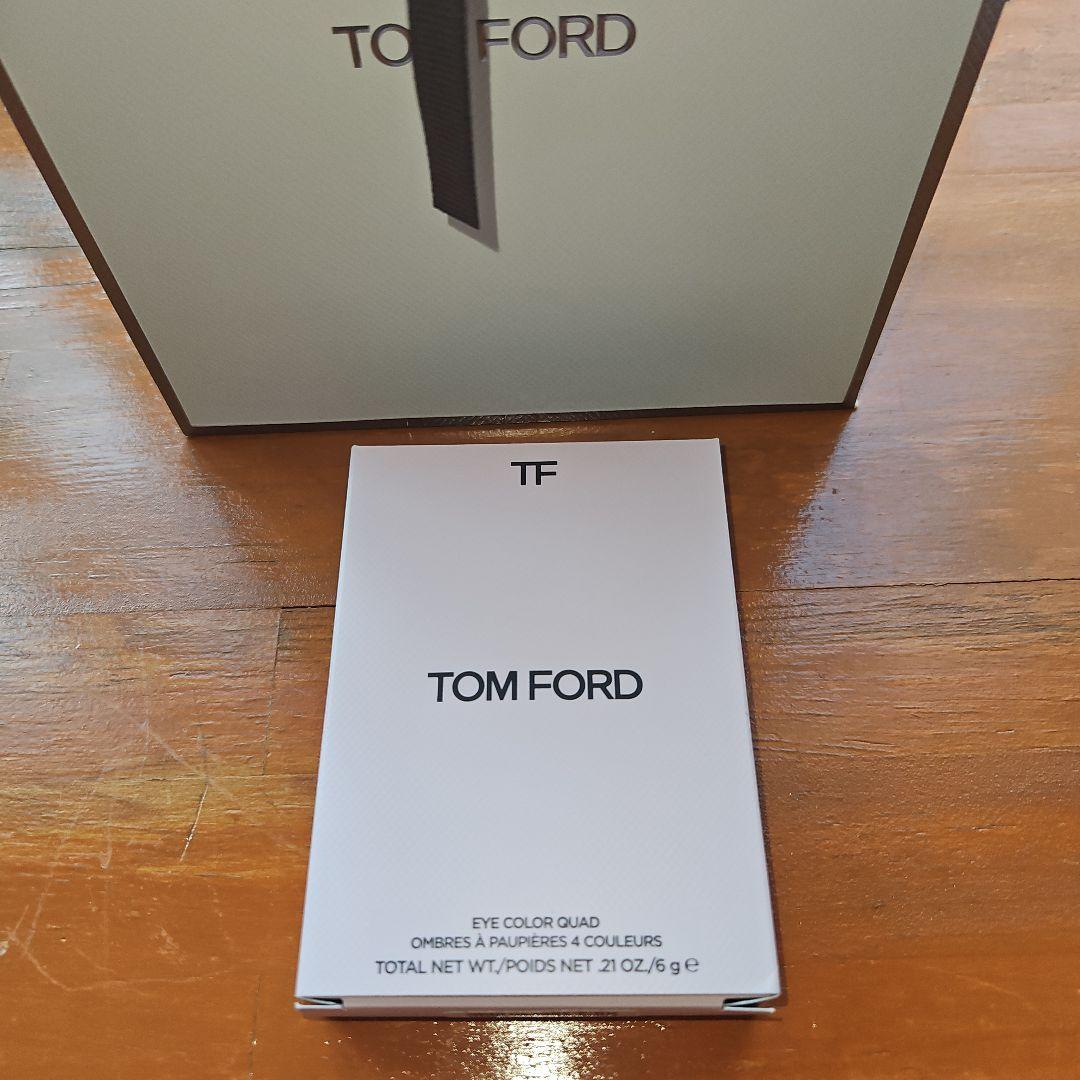 TO FORD
TF
TOM FORD
EYE COLOR QUAD
OMBRES À PAUPIÈRES 4 COULEURS
TOTAL NET WT./POIDS NET .21 OZ./6 g ℮